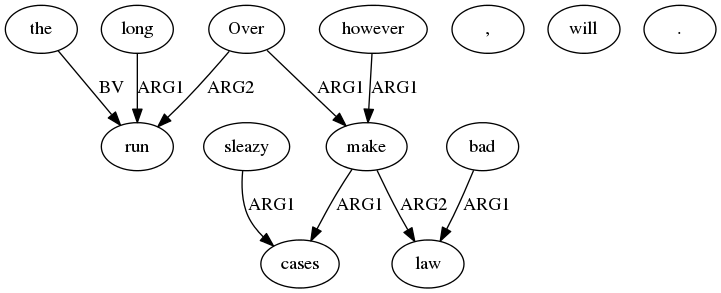 the long Over however , will .
BV ARG1 ARG2 ARG1 ARG1
run sleazy make bad
ARG1 ARG1 ARG2 ARG1
cases law